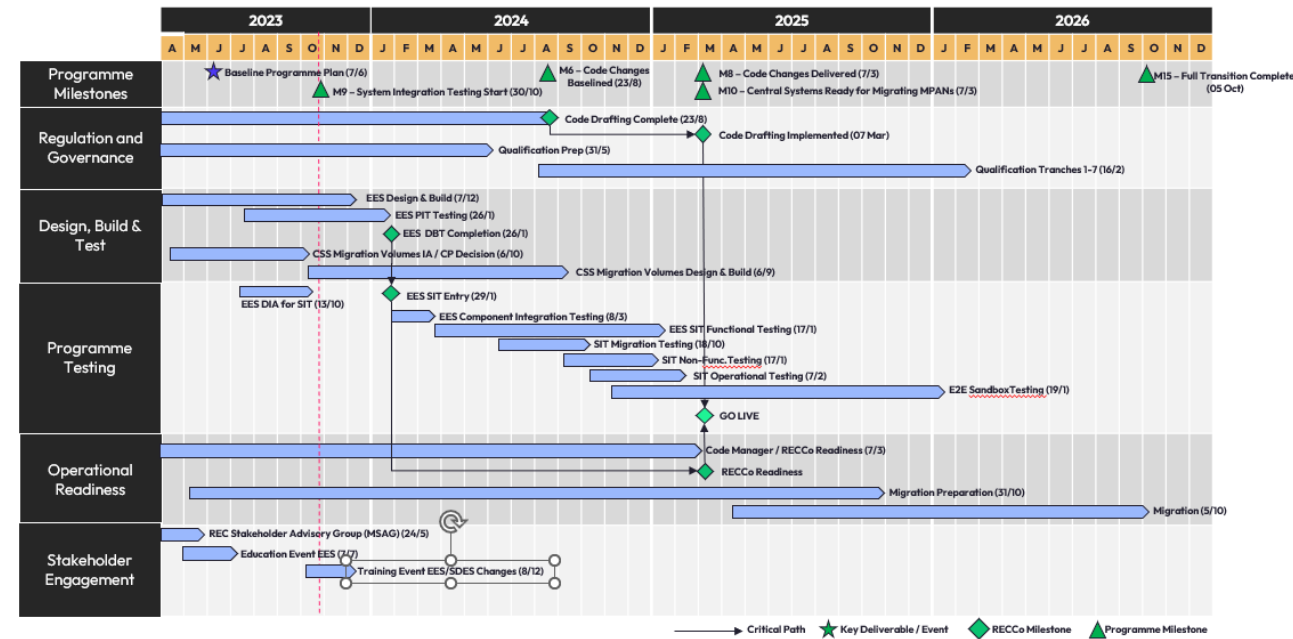 2023 2024 2025 2026
A M J J A S O N D J F M A M J J A S O N D J F M A M J J A S O N D J F M A M J J A S O N D
Programme
Milestones
Baseline Programme Plan (7/6)
M9 – System Integration Testing Start (30/10)
M6 – Code Changes
Baselined (23/8)
M8 – Code Changes Delivered (7/3)
M10 – Central Systems Ready for Migrating MPANs (7/3)
M15 – Full Transition Complete
(05 Oct)
Regulation and
Governance
Code Drafting Complete (23/8)
Code Drafting Implemented (07 Mar)
Qualification Prep (31/5)
Qualification Tranches 1-7 (16/2)
Design, Build &
Test
EES Design & Build (7/12)
EES PIT Testing (26/1)
EES DBT Completion (26/1)
CSS Migration Volumes IA / CP Decision (6/10)
CSS Migration Volumes Design & Build (6/9)
Programme
Testing
EES DIA for SIT (13/10)
EES SIT Entry (29/1)
EES Component Integration Testing (8/3)
EES SIT Functional Testing (17/1)
SIT Migration Testing (18/10)
SIT Non-Func.Testing (17/1)
SIT Operational Testing (7/2)
E2E SandboxTesting (19/1)
GO LIVE
Operational
Readiness
Code Manager / RECCo Readiness (7/3)
RECCo Readiness
Migration Preparation (31/10)
Migration (5/10)
Stakeholder
Engagement
REC Stakeholder Advisory Group (MSAG) (24/5)
Education Event EES (7/7)
Training Event EES/SDES Changes (8/12)
Critical Path Key Deliverable / Event RECCo Milestone Programme Milestone